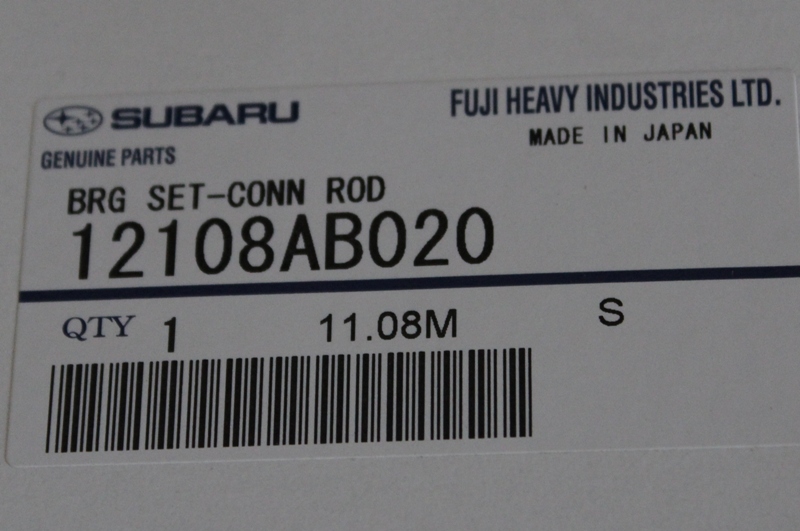 SUBARU
FUJI HEAVY INDUSTRIES LTD.
MADE IN JAPAN
GENUINE PARTS
BRG SET-CONN ROD
12108AB020
QTY 1 11.08M S